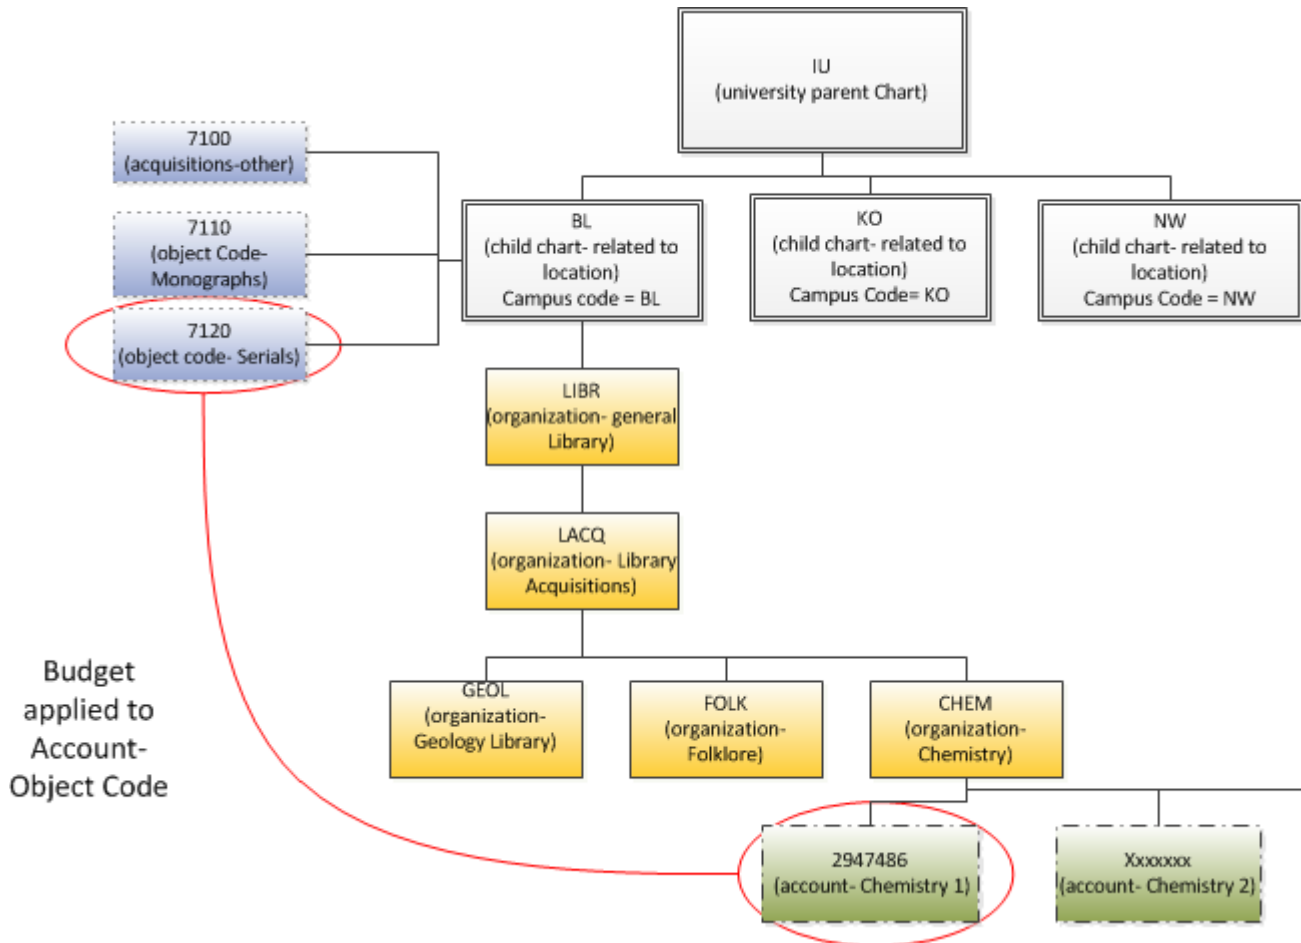 IU
(university parent Chart)
7100
(acquisitions-other)
7110
(object Code-
Monographs)
7120
(object code- Serials)
BL
(child chart- related to
location)
Campus code = BL
KO
(child chart- related to
location)
Campus Code= KO
NW
(child chart- related to
location)
Campus Code = NW
LIBR
(organization- general
Library)
LACQ
(organization- Library
Acquisitions)
Budget
applied to
Account-
Object Code
GEOL
(organization-
Geology Library)
FOLK
(organization-
Folklore)
CHEM
(organization-
Chemistry)
2947486
(account- Chemistry 1)
Xxxxxxx
(account- Chemistry 2)